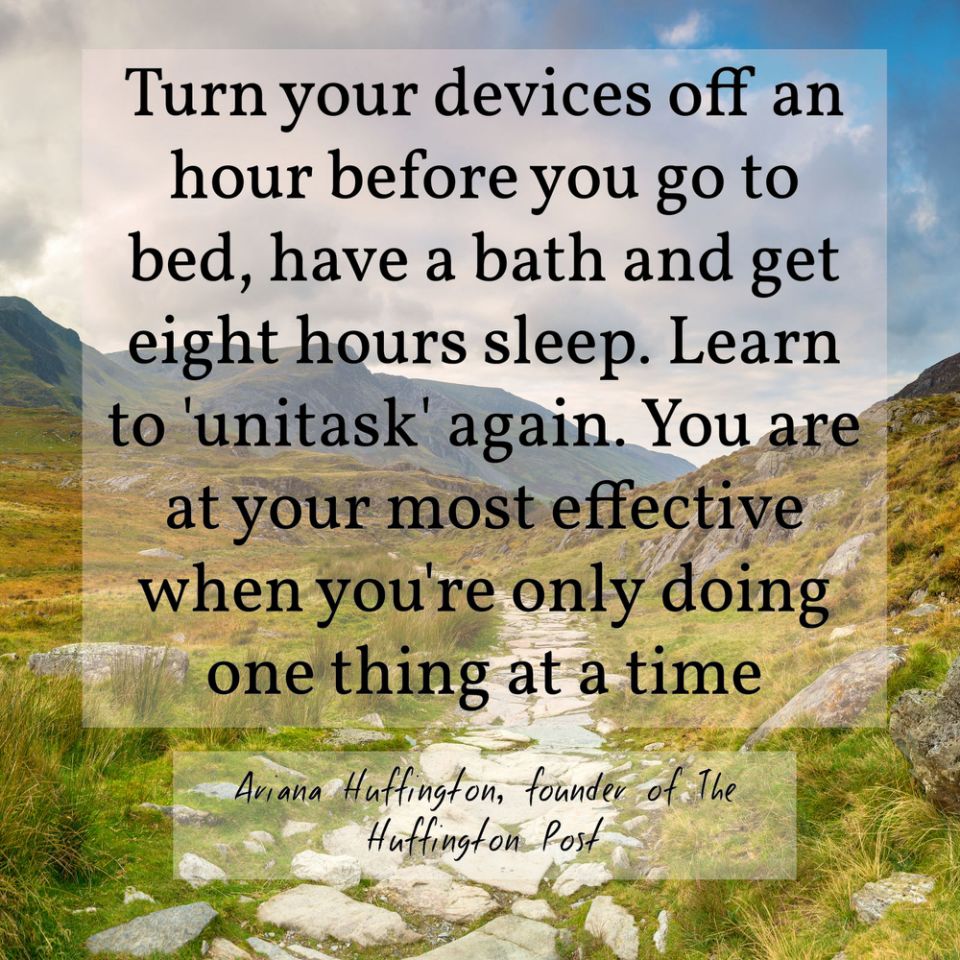 Turn your devices off an
hour before you go to
bed, have a bath and get
eight hours sleep. Learn
to 'unitask' again. You are
at your most effective
when you're only doing
one thing at a time
Ariana Huffington, founder of The
Huffington Post